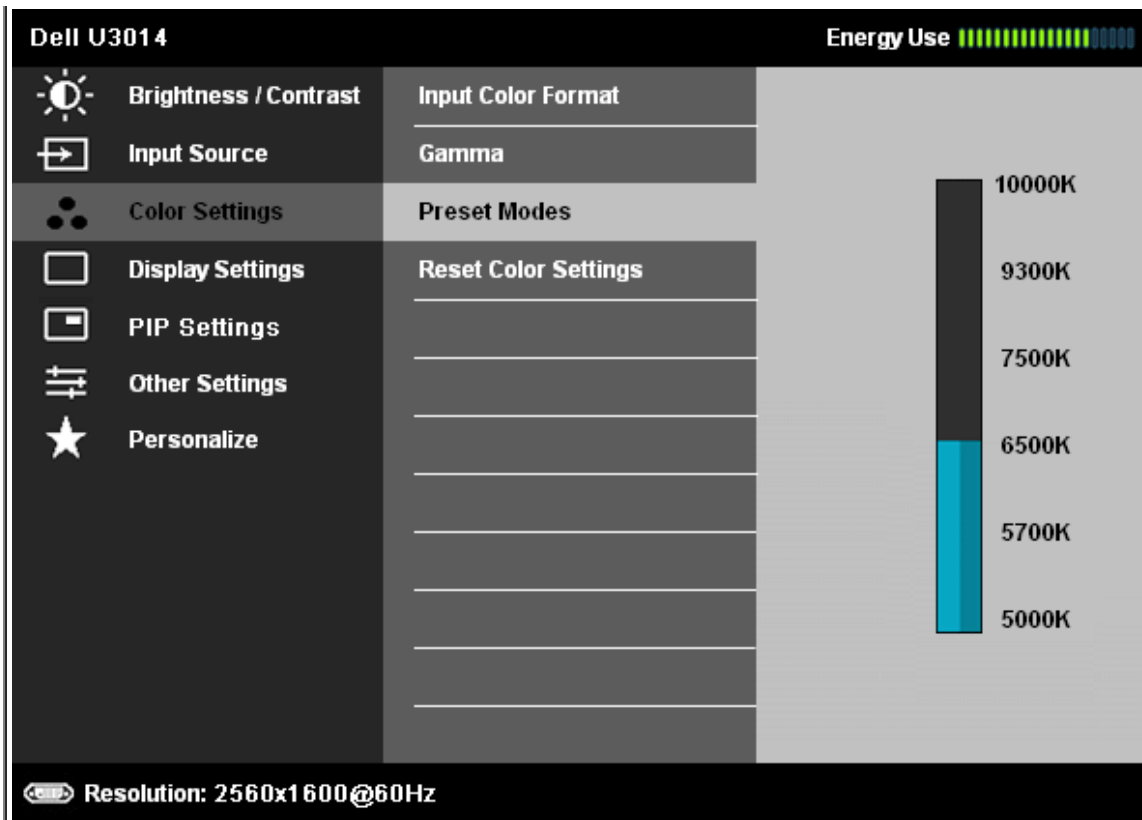 Dell U3014
Energy Use
Brightness / Contrast
Input Source
Color Settings
Display Settings
PIP Settings
Other Settings
Personalize
Input Color Format
Gamma
Preset Modes
Reset Color Settings
10000K
9300K
7500K
6500K
5700K
5000K
Resolution: 2560x1600@60Hz